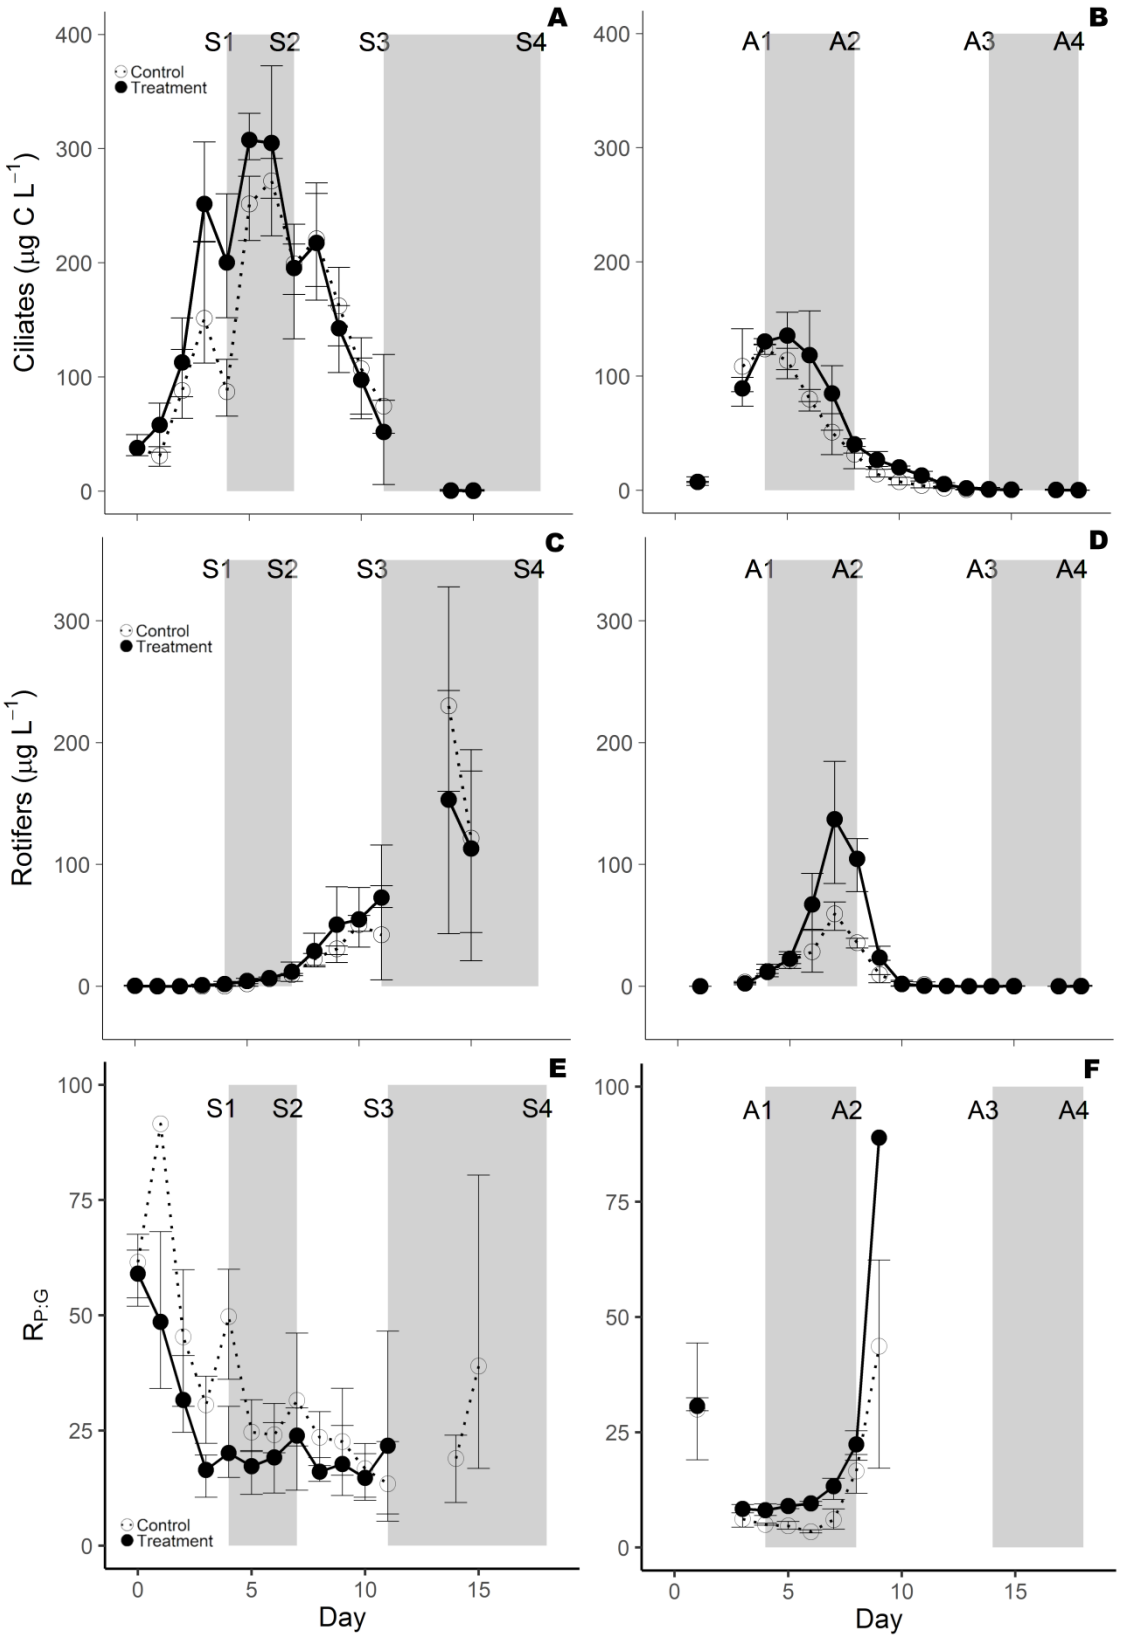 A
S1 S2 S3 S4
Control
Treatment
400
300
200
100
0
Ciliates (µg C L⁻¹)
B
A1 A2 A3 A4
400
300
200
100
0
C
S1 S2 S3 S4
Control
Treatment
300
200
100
0
Rotifers (µg L⁻¹)
D
A1 A2 A3 A4
300
200
100
0
E
S1 S2 S3 S4
100
75
50
25
0
R_P:G
Control
Treatment
0 5 10 15
Day
F
A1 A2 A3 A4
100
75
50
25
0
0 5 10 15
Day